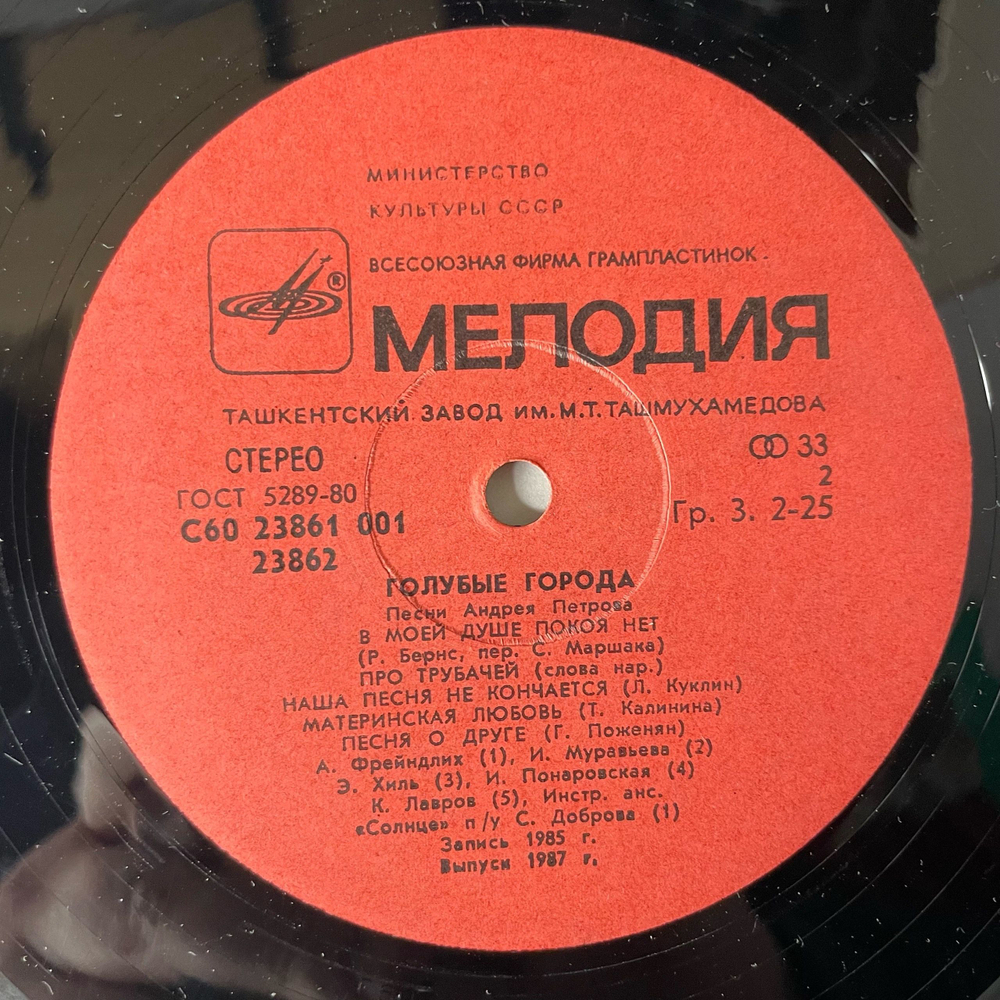 МИНИСТЕРСТВО
КУЛЬТУРЫ СССР
ВСЕСОЮЗНАЯ ФИРМА ГРАМПЛАСТИНОК
®
МЕЛОДИЯ
ТАШКЕНТСКИЙ ЗАВОД ИМ. М.Т. ТАШМУХАМЕДОВА
СТЕРЕО
33
2
ГОСТ 5289-80
Гр. 3. 2-25
С60 23861 001
23862
ГОЛУБЫЕ ГОРОДА
Песни Андрея Петрова
В МОЕЙ ДУШЕ ПОКОЯ НЕТ
(Р. Бернс, пер. С. Маршака)
ПРО ТРУБАЧЕЙ (слова нар.)
НАША ПЕСНЯ НЕ КОНЧАЕТСЯ (Л. Куклин)
МАТЕРИНСКАЯ ЛЮБОВЬ (Т. Калинина)
ПЕСНЯ О ДРУГЕ (Г. Поженян)
А. Фрейндлих (1), И. Муравьева (2)
Э. Хиль (3), И. Понаровская (4)
К. Лавров (5), Инстр. анс.
«Солнце» п/у С. Доброва (1)
Запись 1985 г.
Выпуск 1987 г.